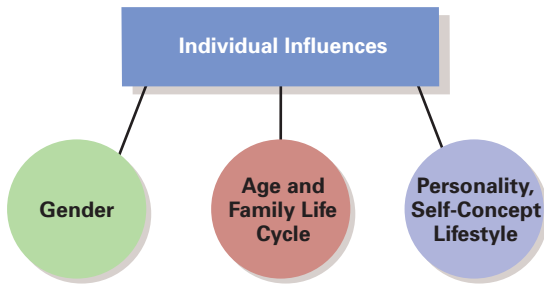 Individual Influences
Gender
Age and
Family Life
Cycle
Personality,
Self-Concept
Lifestyle